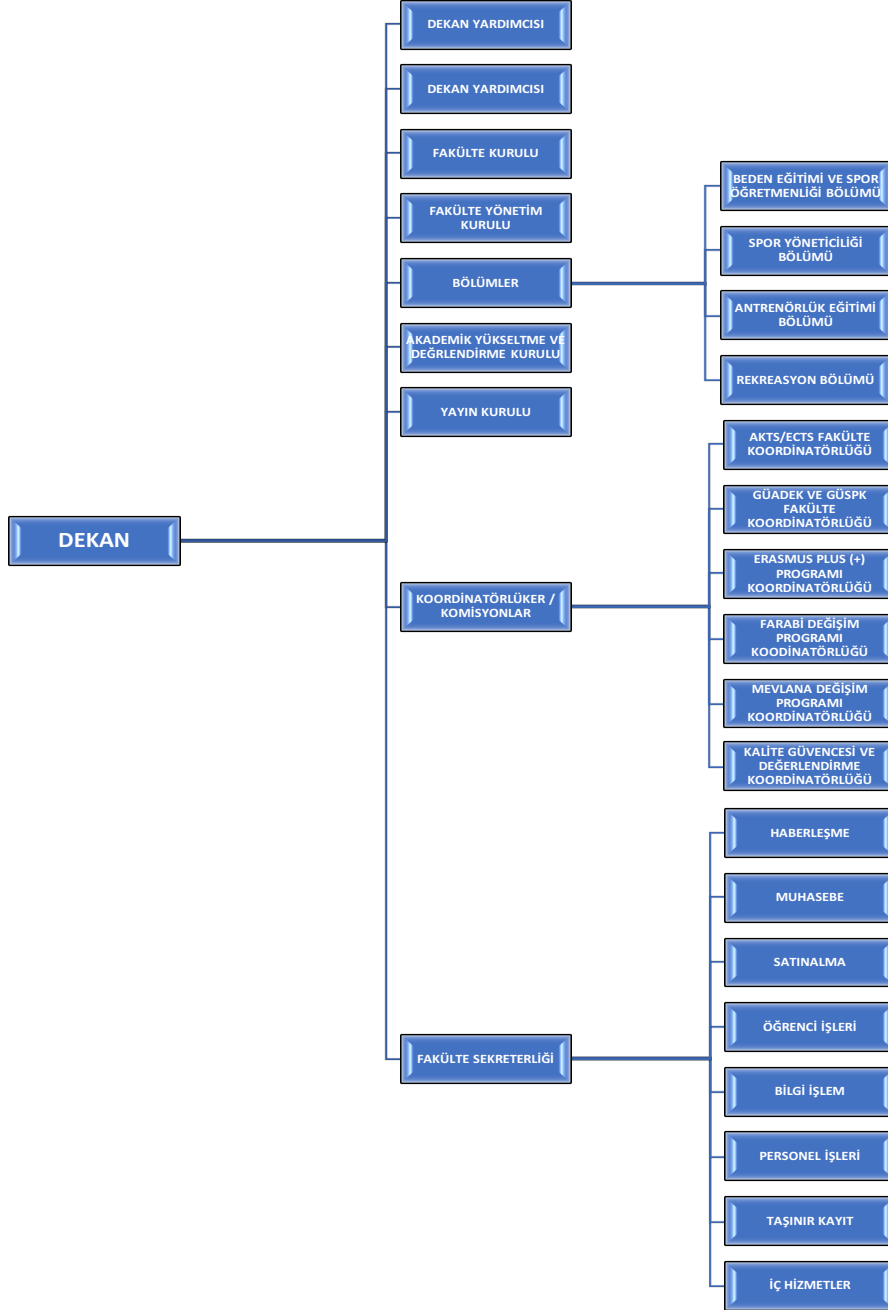 DEKAN
DEKAN YARDIMCISI
DEKAN YARDIMCISI
FAKÜLTE KURULU
FAKÜLTE YÖNETİM
KURULU
BÖLÜMLER
AKADEMİK YÜKSELTME VE
DEĞRLENDİRME KURULU
YAYIN KURULU
KOORDİNATÖRLÜKER /
KOMİSYONLAR
FAKÜLTE SEKRETERLİĞİ
BEDEN EĞİTİMİ VE SPOR
ÖĞRETMENLİĞİ BÖLÜMÜ
SPOR YÖNETİCİLİĞİ
BÖLÜMÜ
ANTRENÖRLÜK EĞİTİMİ
BÖLÜMÜ
REKREASYON BÖLÜMÜ
AKTS/ECTS FAKÜLTE
KOORDİNATÖRLÜĞÜ
GÜADEK VE GÜSPK
FAKÜLTE
KOORDİNATÖRLÜĞÜ
ERASMUS PLUS (+)
PROGRAMI
KOORDİNATÖRLÜĞÜ
FARABİ DEĞİŞİM
PROGRAMI
KOODİNATÖRLÜĞÜ
MEVLANA DEĞİŞİM
PROGRAMI
KOORDİNATÖRLÜĞÜ
KALİTE GÜVENCESİ VE
DEĞERLENDİRME
KOORDİNATÖRLÜĞÜ
HABERLEŞME
MUHASEBE
SATINALMA
ÖĞRENCİ İŞLERİ
BİLGİ İŞLEM
PERSONEL İŞLERİ
TAŞINIR KAYIT
İÇ HİZMETLER